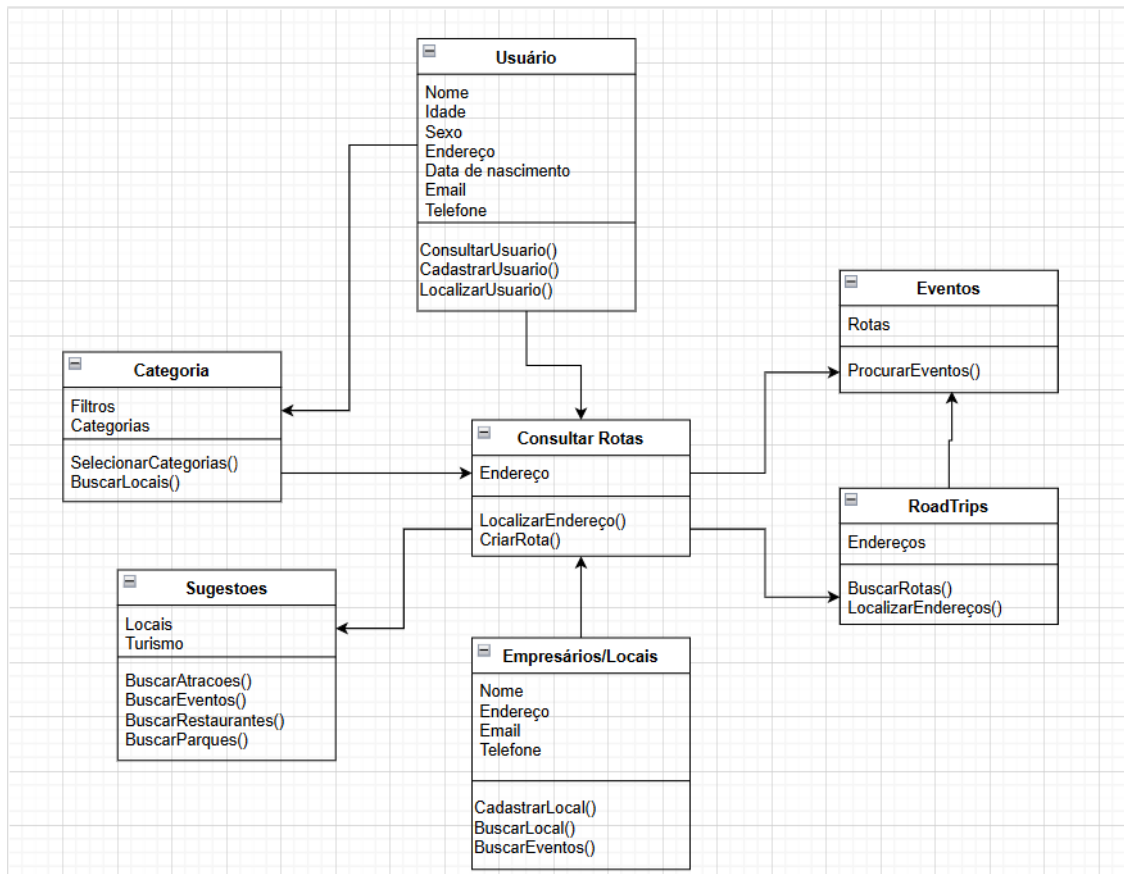 Usuário
Nome
Idade
Sexo
Endereço
Data de nascimento
Email
Telefone
ConsultarUsuario()
CadastrarUsuario()
LocalizarUsuario()
Eventos
Rotas
ProcurarEventos()
Categoria
Filtros
Categorias
SelecionarCategorias()
BuscarLocais()
Consultar Rotas
Endereço
LocalizarEndereço()
CriarRota()
RoadTrips
Endereços
BuscarRotas()
LocalizarEndereços()
Sugestoes
Locais
Turismo
BuscarAtracoes()
BuscarEventos()
BuscarRestaurantes()
BuscarParques()
Empresários/Locais
Nome
Endereço
Email
Telefone
CadastrarLocal()
BuscarLocal()
BuscarEventos()